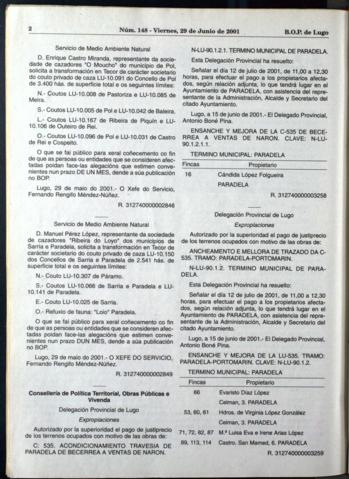 2
Núm. 148 - Viernes, 29 de Junio de 2001
B.O.P. de Lugo
Servicio de Medio Ambiente Natural
D. Enrique Castro Miranda, representante da sociedade
de cazadores "O Moucho" do municipio de Pol,
solicita a transformación en Tecor de carácter societario
do couto privado de caza LU-10.091 do Concello de Pol
de 3.400 hás. de superficie total e os seguintes límites:
N.- Coutos LU-10.008 de Pastoriza e LU-10.085 de
Meira.
S.- Coutos LU-10.005 de Pol e LU-10.042 de Baleira.
L.- Coutos LU-10.167 de Ribeira de Piquín e LU-
10.106 de Outeiro de Rei.
O.- Coutos LU-10.096 de Pol e LU-10.031 de Castro
de Rei e Cospeito.
O que se fai público para xeral coñecemento co fin
de que as persoas ou entidades que se consideren afectadas
poidan face-las alegacións que estimen convenientes
nun prazo DE UN MES, dende a súa publicación
no BOP.
Lugo, 29 de maio do 2001.- O Xefe do Servicio,
Fernando Rengifo Méndez-Núñez.
R. 312740000002846
Servicio de Medio Ambiente Natural
D. Manuel Pérez López, representante da sociedade
de cazadores "Ribeira do Loyo" dos municipios de
Sarria e Paradela, solicita a transformación en Tecor de
carácter societario do couto privado de caza LU-10.150
dos Concellos de Sarria e Paradela de 2.541 hás. de
superficie total e os seguintes límites:
N.- Couto LU-10.307 de Páramo.
S.- Coutos LU-10.066 de Sarria e Paradela e LU-
10.141 de Paradela.
E.- Couto LU-10.025 de Sarria.
O.- Refuxio de fauna: "Loio" Paradela.
O que se fai público para xeral coñecemento co fin
de que as persoas ou entidades que se consideren afectadas
poidan face-las alegacións que estimen convenientes
nun prazo DUN MES, dende a súa publicación
no BOP.
Lugo, 29 de maio do 2001.- O XEFE DO SERVICIO,
Fernando Rengifo Méndez-Núñez.
R. 312740000002849
Consellería de Política Territorial, Obras Públicas e
Vivenda
Delegación Provincial de Lugo
Expropiaciones
Autorizado por la superioridad el pago de justiprecio
de los terrenos ocupados con motivo de las obras de:
C: 535. ACONDICIONAMIENTO TRAVESIA DE
PARADELA DE BECERREA A VENTAS DE NARON.
N-LU-90.1.2.1. TERMINO MUNICIPAL DE PARADELA.
Esta Delegación Provincial ha resuelto:
Señalar el día 12 de julio de 2001, de 11,00 a 12,30
horas, para efectuar el pago a los propietarios afectados,
según relación adjunta, lo que tendrá lugar en el
Ayuntamiento de PARADELA, con asistencia del representante
de la Administración, Alcalde y Secretario del
citado Ayuntamiento.
Lugo, a 15 de junio de 2001.- El Delegado Provincial,
Antonio Boné Pina.
ENSANCHE Y MEJORA DE LA C-535 DE BECERREA
A VENTAS DE NARON. CLAVE: N-LU-
90.1.2.1.1.
TERMINO MUNICIPAL: PARADELA
Fincas Propietario
16 Cándida López Folgueira
PARADELA
R. 312740000003258
Delegación Provincial de Lugo
Expropiaciones
Autorizado por la superioridad el pago de justiprecio
de los terrenos ocupados con motivo de las obras de:
ANCHEAMIENTO E MELLORA DE TRAZADO DA C-
535. TRAMO: PARADELA-PORTOMARIN.
N-LU-90.1.2. TERMINO MUNICIPAL DE PARADELA.
Esta Delegación Provincial ha resuelto:
Señalar el día 12 de julio de 2001, de 11,00 a 12,30
horas, para efectuar el pago a los propietarios afectados,
según relación adjunta, lo que tendrá lugar en el
Ayuntamiento de PARADELA, con asistencia del representante
de la Administración, Alcalde y Secretario del
citado Ayuntamiento.
Lugo, a 15 de junio de 2001.- El Delegado Provincial,
Antonio Boné Pina.
ENSANCHE Y MEJORA DE LA LU-535. TRAMO:
PARADELA-PORTOMARIN. CLAVE: N-LU-90.1.2.
TERMINO MUNICIPAL: PARADELA
Fincas Propietario
66 Evaristo Díaz López
Celman, 3. PARADELA
53, 60, 61 Hdros. de Virginia López González
Celman, 3. PARADELA
71, 72, 82, 87 M.ª Luisa Eva e Irene Arias López
89, 113, 114 Castro. San Mamed, 6. PARADELA
R. 312740000003259